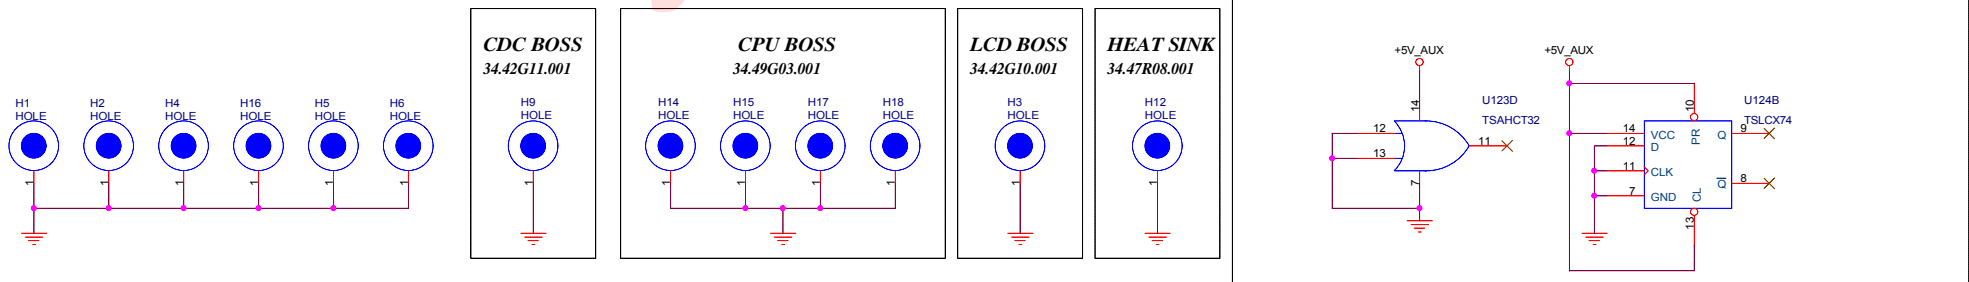 H1
HOLE
1
H2
HOLE
1
H4
HOLE
1
H16
HOLE
1
H5
HOLE
1
H6
HOLE
1
CDC BOSS
34.42G11.001
H9
HOLE
1
CPU BOSS
34.49G03.001
H14
HOLE
1
H15
HOLE
1
H17
HOLE
1
H18
HOLE
1
LCD BOSS
34.42G10.001
H3
HOLE
1
HEAT SINK
34.47R08.001
H12
HOLE
1
+5V_AUX
14
U123D
TSAHCT32
12
13
11
7
+5V_AUX
10
U124B
TSLCX74
14
VCC
12
D
11
CLK
7
GND
PR
CL
Q
9
Q|
8
13